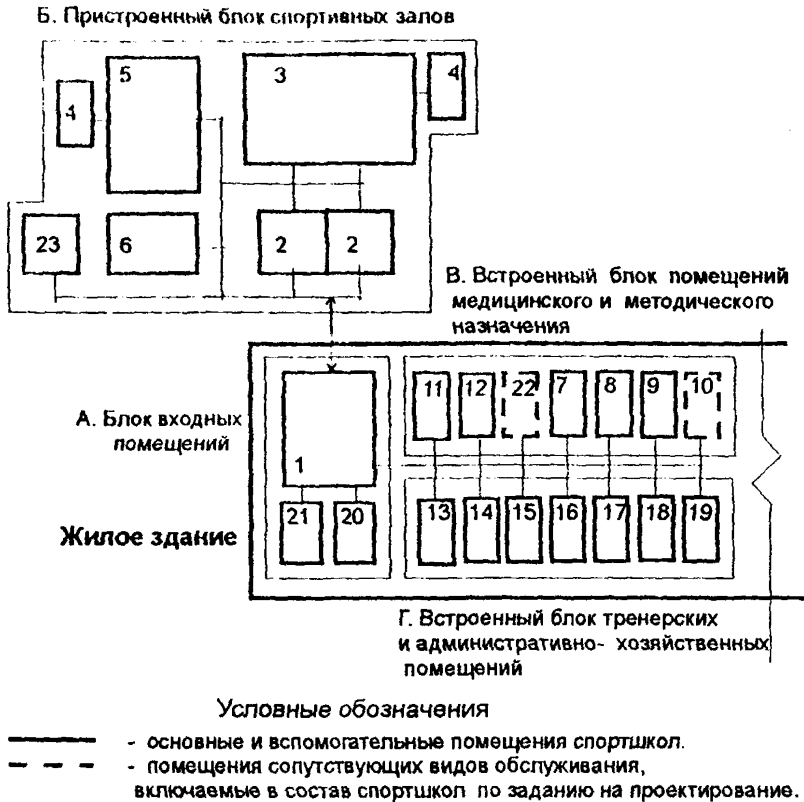 Б. Пристроенный блок спортивных залов
5
3
4
4
23
6
2
2
В. Встроенный блок помещений
медицинского и методического
назначения
А. Блок входных
помещений
1
11
12
22
7
8
9
10
21
20
13
14
15
16
17
18
19
Жилое здание
Г. Встроенный блок тренерских
и административно- хозяйственных
помещений
Условные обозначения
- основные и вспомогательные помещения спортшкол.
- помещения сопутствующих видов обслуживания,
включаемые в состав спортшкол по заданию на проектирование.